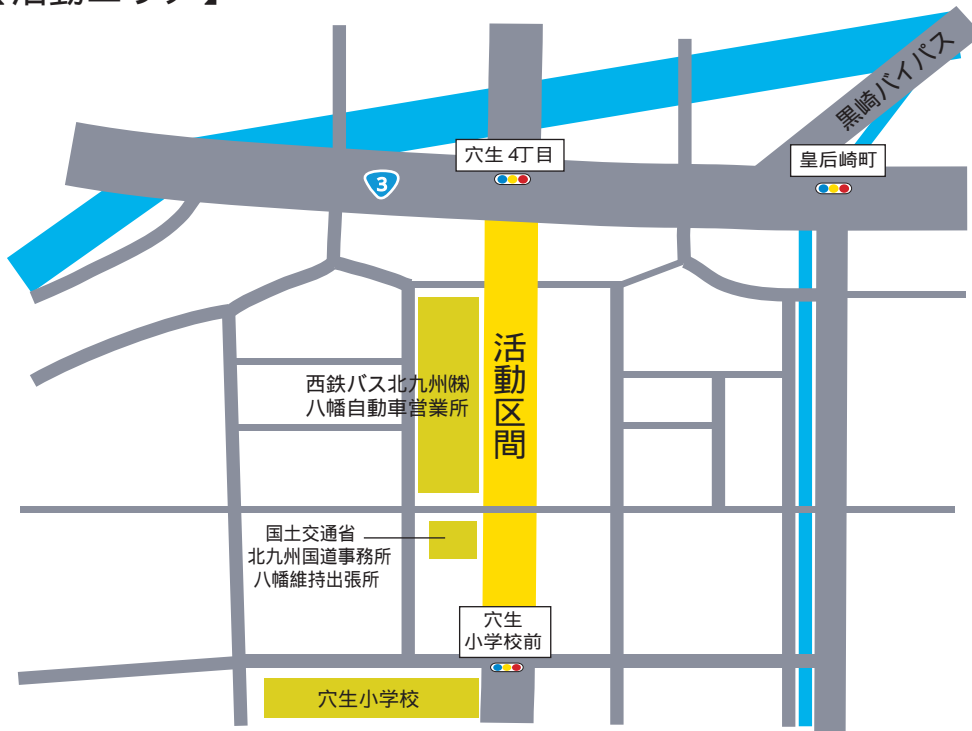 【活動エリア】
黒崎バイパス
穴生4丁目
皇后崎町
3
活動区間
西鉄バス北九州㈱
八幡自動車営業所
国土交通省
北九州国道事務所
八幡維持出張所
穴生
小学校前
穴生小学校